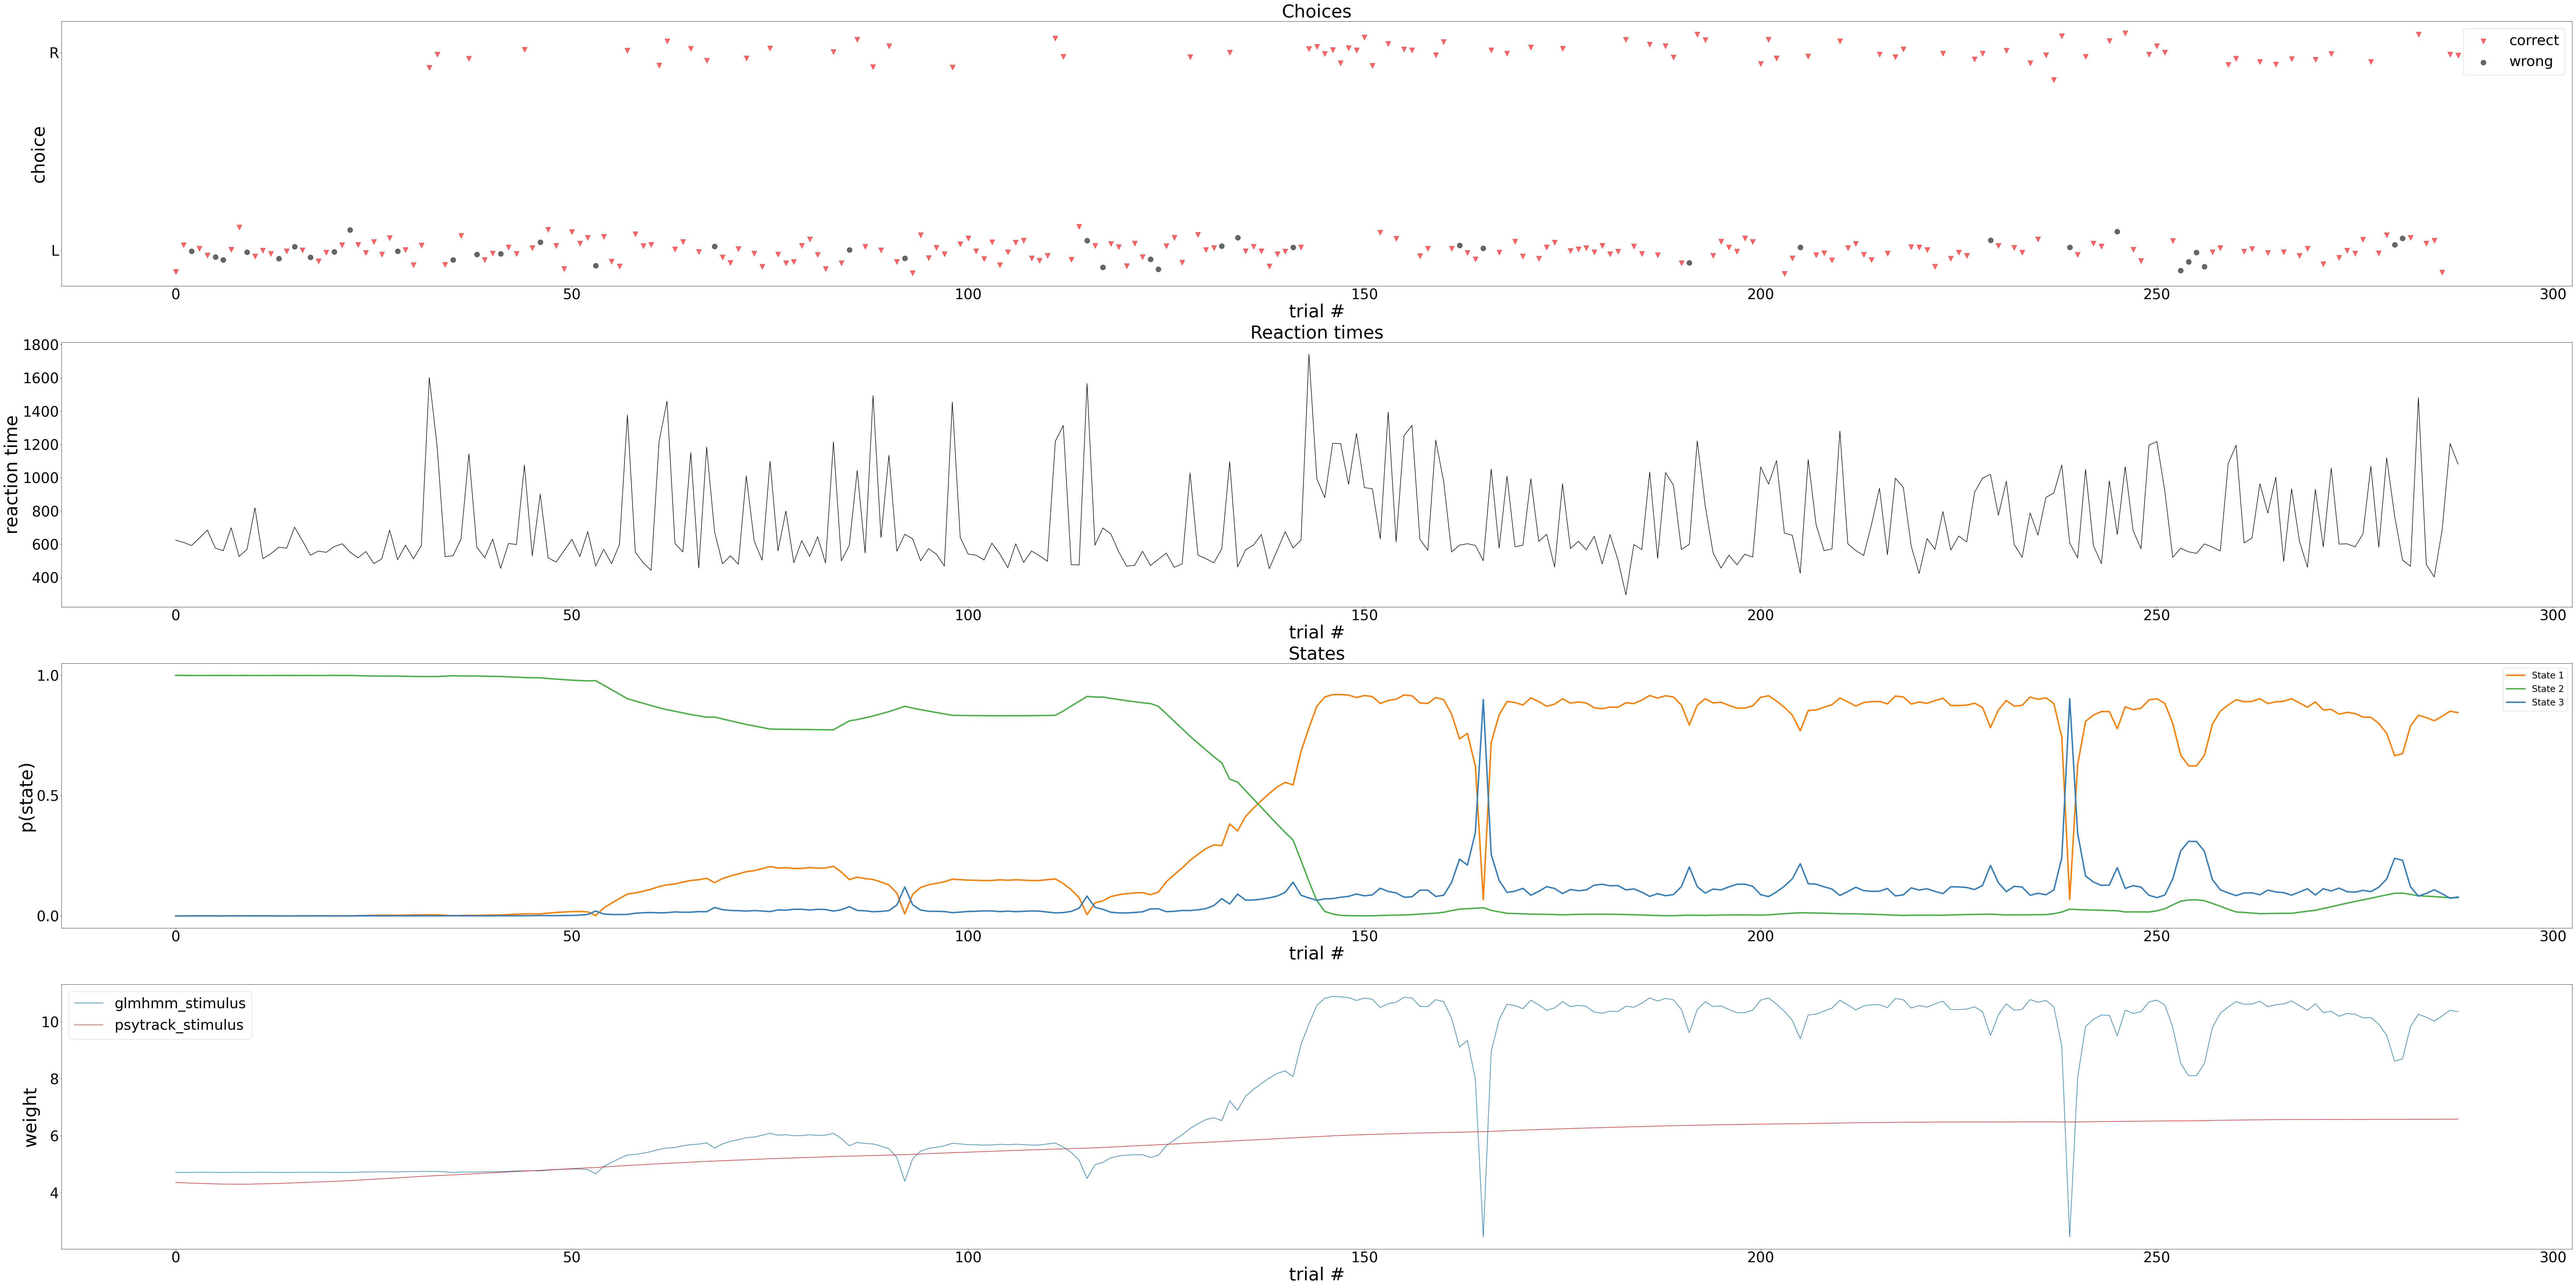 Choices
R
L
choice
correct
wrong
0 50 100 150 200 250 300
trial #
Reaction times
1800
1600
1400
1200
1000
800
600
400
reaction time
0 50 100 150 200 250 300
trial #
States
1.0
0.5
0.0
p(state)
State 1
State 2
State 3
0 50 100 150 200 250 300
trial #
glmhmm_stimulus
psytrack_stimulus
10
8
6
4
weight
0 50 100 150 200 250 300
trial #